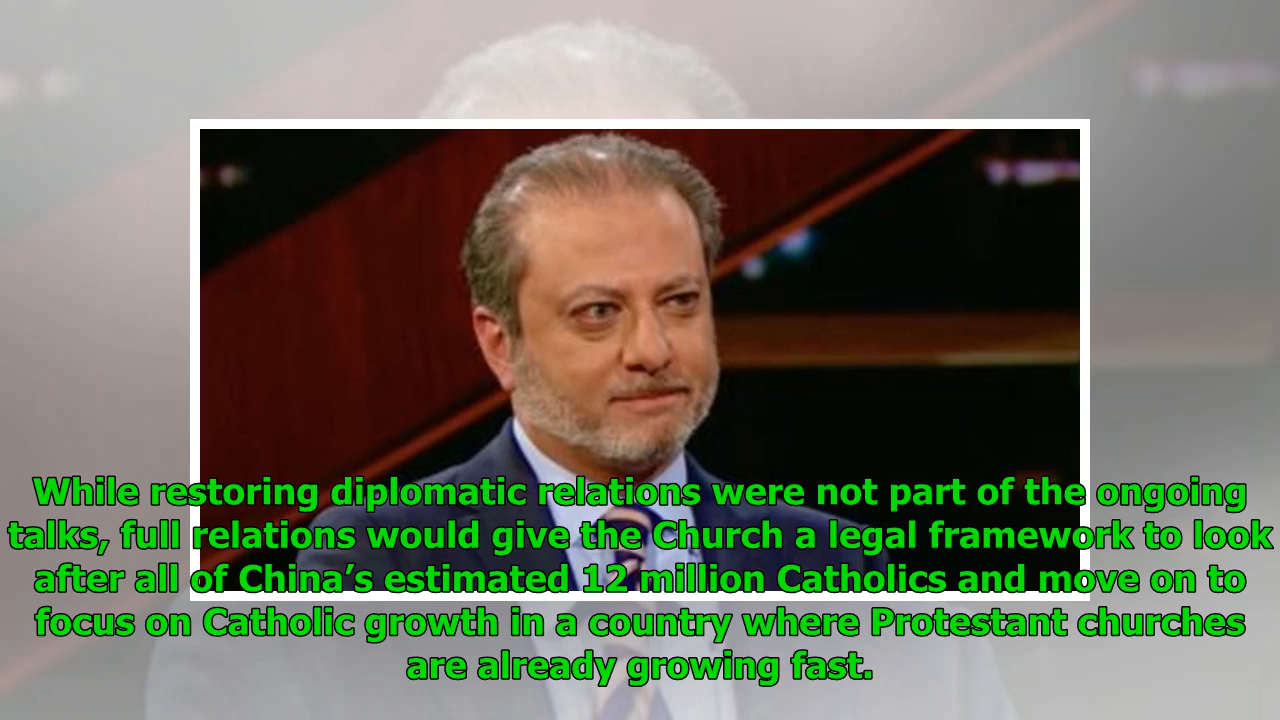 While restoring diplomatic relations were not part of the ongoing
talks, full relations would give the Church a legal framework to look
after all of China’s estimated 12 million Catholics and move on to
focus on Catholic growth in a country where Protestant churches
are already growing fast.